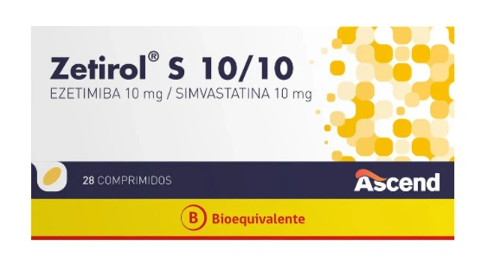 Zetirol® S 10/10
EZETIMIBA 10 mg / SIMVASTATINA 10 mg
28 COMPRIMIDOS
Ascend
B Bioequivalente